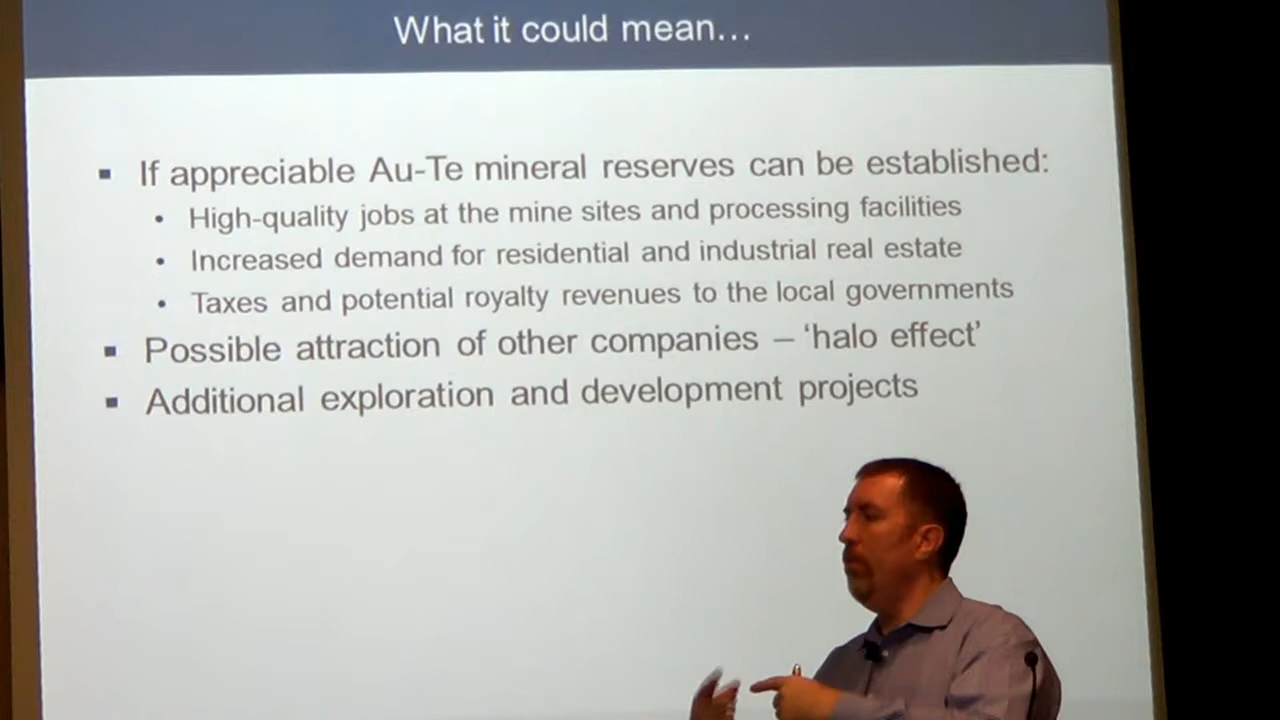 What it could mean…
▪ If appreciable Au-Te mineral reserves can be established:
• High-quality jobs at the mine sites and processing facilities
• Increased demand for residential and industrial real estate
• Taxes and potential royalty revenues to the local governments
▪ Possible attraction of other companies – ‘halo effect’
▪ Additional exploration and development projects